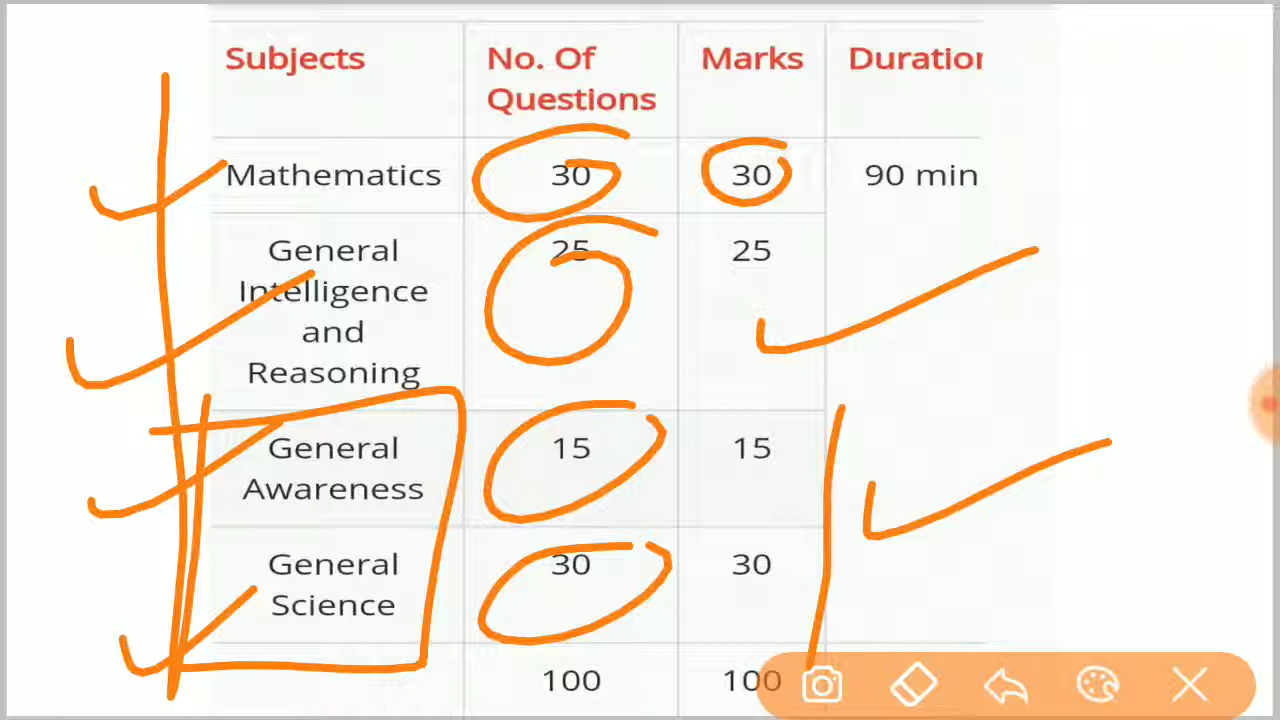 Subjects No. Of Questions Marks Duration
Mathematics 30 30 90 min
General Intelligence and Reasoning 25 25
General Awareness 15 15
General Science 30 30
100 100